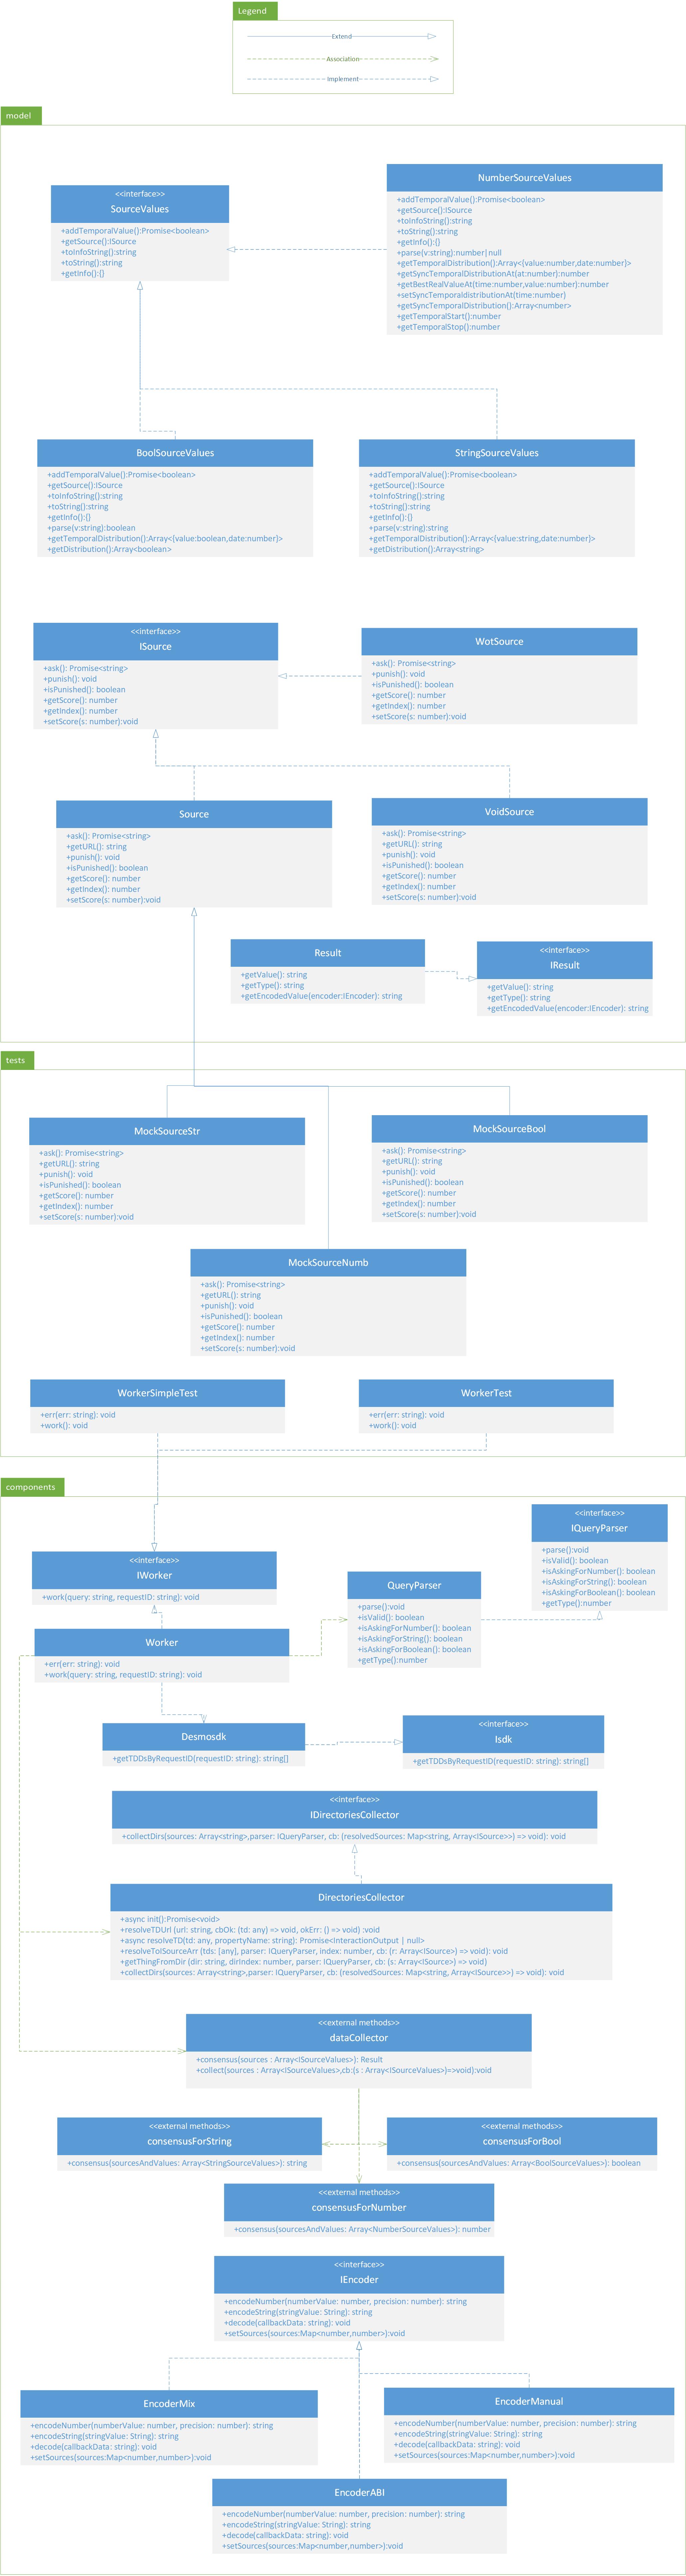 Legend
Extend
Association
Implement
model
<<interface>>
SourceValues
+addTemporalValue():Promise<boolean>
+getSource():ISource
+toInfoString():string
+toString():string
+getInfo():{}
NumberSourceValues
+addTemporalValue():Promise<boolean>
+getSource():ISource
+toInfoString():string
+toString():string
+getInfo():{}
+parse(v:string):number|null
+getTemporalDistribution():Array<{value:number,date:number}>
+getSyncTemporalDistributionAt(at:number):number
+getBestRealValueAt(time:number,value:number):number
+setSyncTemporaldistributionAt(time:number)
+getSyncTemporalDistribution():Array<number>
+getTemporalStart():number
+getTemporalStop():number
BoolSourceValues
+addTemporalValue():Promise<boolean>
+getSource():ISource
+toInfoString():string
+toString():string
+getInfo():{}
+parse(v:string):boolean
+getTemporalDistribution():Array<{value:boolean,date:number}>
+getDistribution():Array<boolean>
StringSourceValues
+addTemporalValue():Promise<boolean>
+getSource():ISource
+toInfoString():string
+toString():string
+getInfo():{}
+parse(v:string):string
+getTemporalDistribution():Array<{value:string,date:number}>
+getDistribution():Array<string>
<<interface>>
ISource
+ask(): Promise<string>
+punish(): void
+isPunished(): boolean
+getScore(): number
+getIndex(): number
+setScore(s: number):void
WotSource
+ask(): Promise<string>
+punish(): void
+isPunished(): boolean
+getScore(): number
+getIndex(): number
+setScore(s: number):void
Source
+ask(): Promise<string>
+getURL(): string
+punish(): void
+isPunished(): boolean
+getScore(): number
+getIndex(): number
+setScore(s: number):void
VoidSource
+ask(): Promise<string>
+getURL(): string
+punish(): void
+isPunished(): boolean
+getScore(): number
+getIndex(): number
+setScore(s: number):void
Result
+getValue(): string
+getType(): string
+getEncodedValue(encoder:IEncoder): string
<<interface>>
IResult
+getValue(): string
+getType(): string
+getEncodedValue(encoder:IEncoder): string
tests
MockSourceStr
+ask(): Promise<string>
+getURL(): string
+punish(): void
+isPunished(): boolean
+getScore(): number
+getIndex(): number
+setScore(s: number):void
MockSourceBool
+ask(): Promise<string>
+getURL(): string
+punish(): void
+isPunished(): boolean
+getScore(): number
+getIndex(): number
+setScore(s: number):void
MockSourceNumb
+ask(): Promise<string>
+getURL(): string
+punish(): void
+isPunished(): boolean
+getScore(): number
+getIndex(): number
+setScore(s: number):void
WorkerSimpleTest
+err(err: string): void
+work(): void
WorkerTest
+err(err: string): void
+work(): void
components
<<interface>>
IQueryParser
+parse():void
+isValid(): boolean
+isAskingForNumber(): boolean
+isAskingForString(): boolean
+isAskingForBoolean(): boolean
+getType():number
<<interface>>
IWorker
+work(query: string, requestID: string): void
QueryParser
+parse():void
+isValid(): boolean
+isAskingForNumber(): boolean
+isAskingForString(): boolean
+isAskingForBoolean(): boolean
+getType():number
Worker
+err(err: string): void
+work(query: string, requestID: string): void
Desmosdk
+getTDDsByRequestID(requestID: string): string[]
<<interface>>
Isdk
+getTDDsByRequestID(requestID: string): string[]
<<interface>>
IDirectoriesCollector
+collectDirs(sources: Array<string>,parser: IQueryParser, cb: (resolvedSources: Map<string, Array<ISource>>) => void): void
DirectoriesCollector
+async init():Promise<void>
+resolveTDUrl (url: string, cbOk: (td: any) => void, okErr: () => void) :void
+async resolveTD(td: any, propertyName: string): Promise<InteractionOutput | null>
+resolveToISourceArr (tds: [any], parser: IQueryParser, index: number, cb: (r: Array<ISource>) => void): void
+getThingFromDir (dir: string, dirIndex: number, parser: IQueryParser, cb: (s: Array<ISource) => void)
+collectDirs(sources: Array<string>,parser: IQueryParser, cb: (resolvedSources: Map<string, Array<ISource>>) => void): void
<<external methods>>
dataCollector
+consensus(sources : Array<ISourceValues>): Result
+collect(sources : Array<ISourceValues>,cb:(s : Array<ISourceValues>)=>void):void
<<external methods>>
consensusForString
+consensus(sourcesAndValues: Array<StringSourceValues>): string
<<external methods>>
consensusForBool
+consensus(sourcesAndValues: Array<BoolSourceValues>): boolean
<<external methods>>
consensusForNumber
+consensus(sourcesAndValues: Array<NumberSourceValues>): number
<<interface>>
IEncoder
+encodeNumber(numberValue: number, precision: number): string
+encodeString(stringValue: String): string
+decode(callbackData: string): void
+setSources(sources:Map<number,number>):void
EncoderMix
+encodeNumber(numberValue: number, precision: number): string
+encodeString(stringValue: String): string
+decode(callbackData: string): void
+setSources(sources:Map<number,number>):void
EncoderManual
+encodeNumber(numberValue: number, precision: number): string
+encodeString(stringValue: String): string
+decode(callbackData: string): void
+setSources(sources:Map<number,number>):void
EncoderABI
+encodeNumber(numberValue: number, precision: number): string
+encodeString(stringValue: String): string
+decode(callbackData: string): void
+setSources(sources:Map<number,number>):void